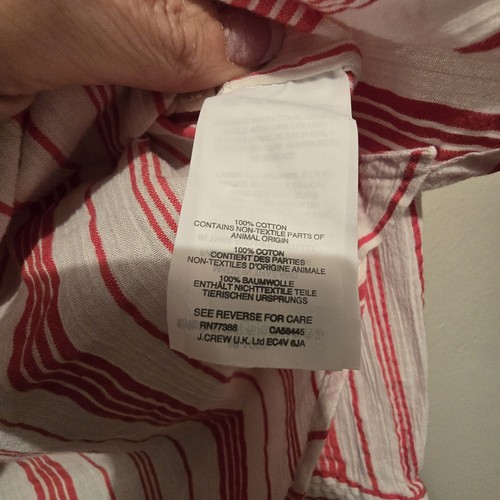 100% COTTON
CONTAINS NON-TEXTILE PARTS OF
ANIMAL ORIGIN
100% COTON
CONTIENT DES PARTIES
NON-TEXTILES D'ORIGINE ANIMALE
100% BAUMWOLLE
ENTHÄLT NICHTTEXTILE TEILE
TIERISCHEN URSPRUNGS
SEE REVERSE FOR CARE
RN77388 CA56445
J.CREW U.K. Ltd EC4V 6JA